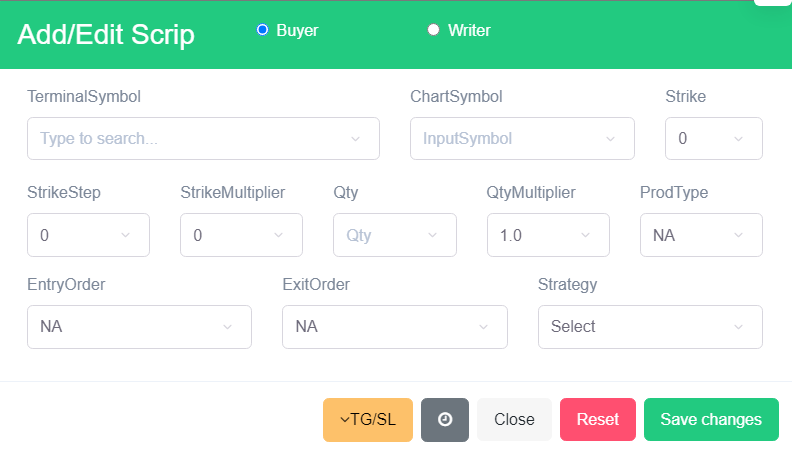 Add/Edit Scrip Buyer Writer
TerminalSymbol ChartSymbol Strike
Type to search... InputSymbol 0
StrikeStep StrikeMultiplier Qty QtyMultiplier ProdType
0 0 Qty 1.0 NA
EntryOrder ExitOrder Strategy
NA NA Select
TG/SL Close Reset Save changes